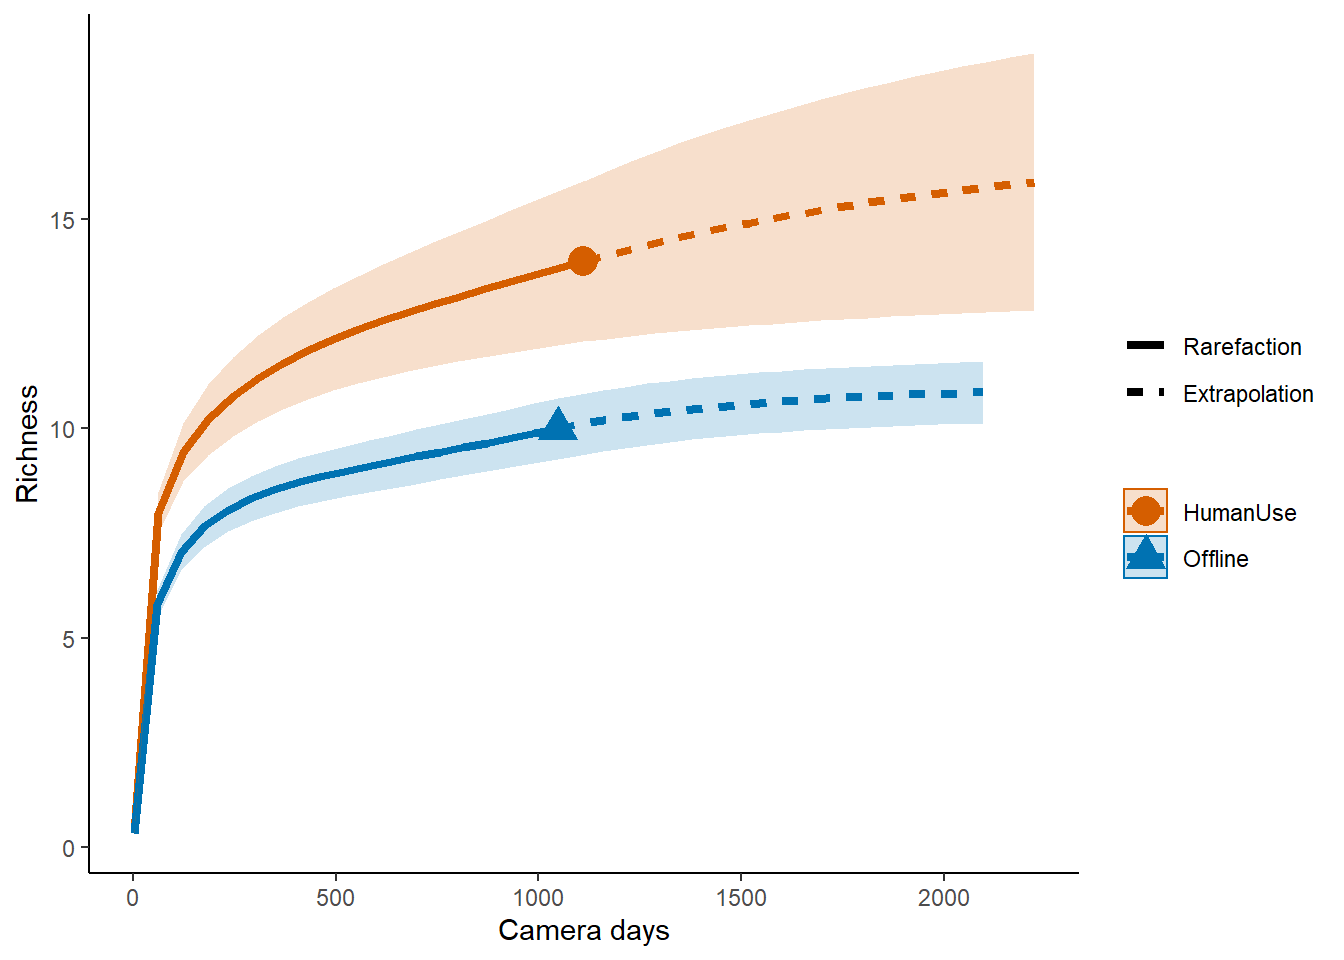 Richness
15
10
5
0
0 500 1000 1500 2000
Camera days
Rarefaction
Extrapolation
HumanUse
Offline